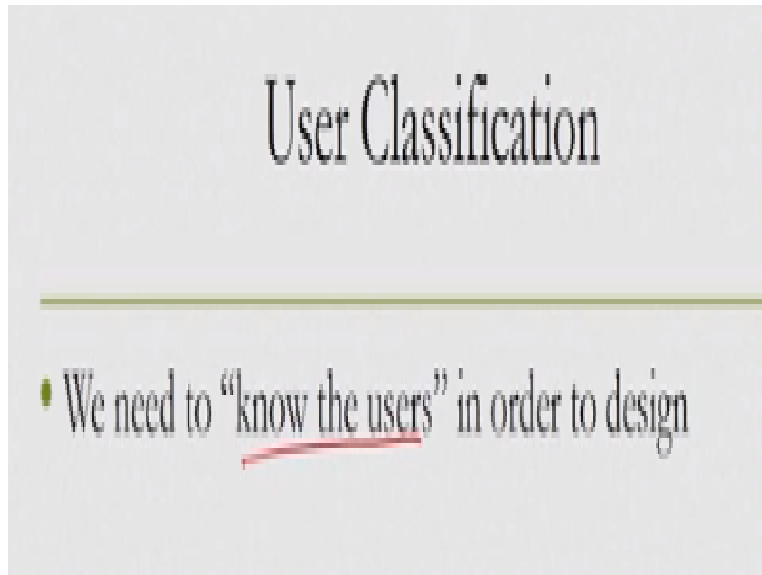 User Classification
• We need to “know the users” in order to design